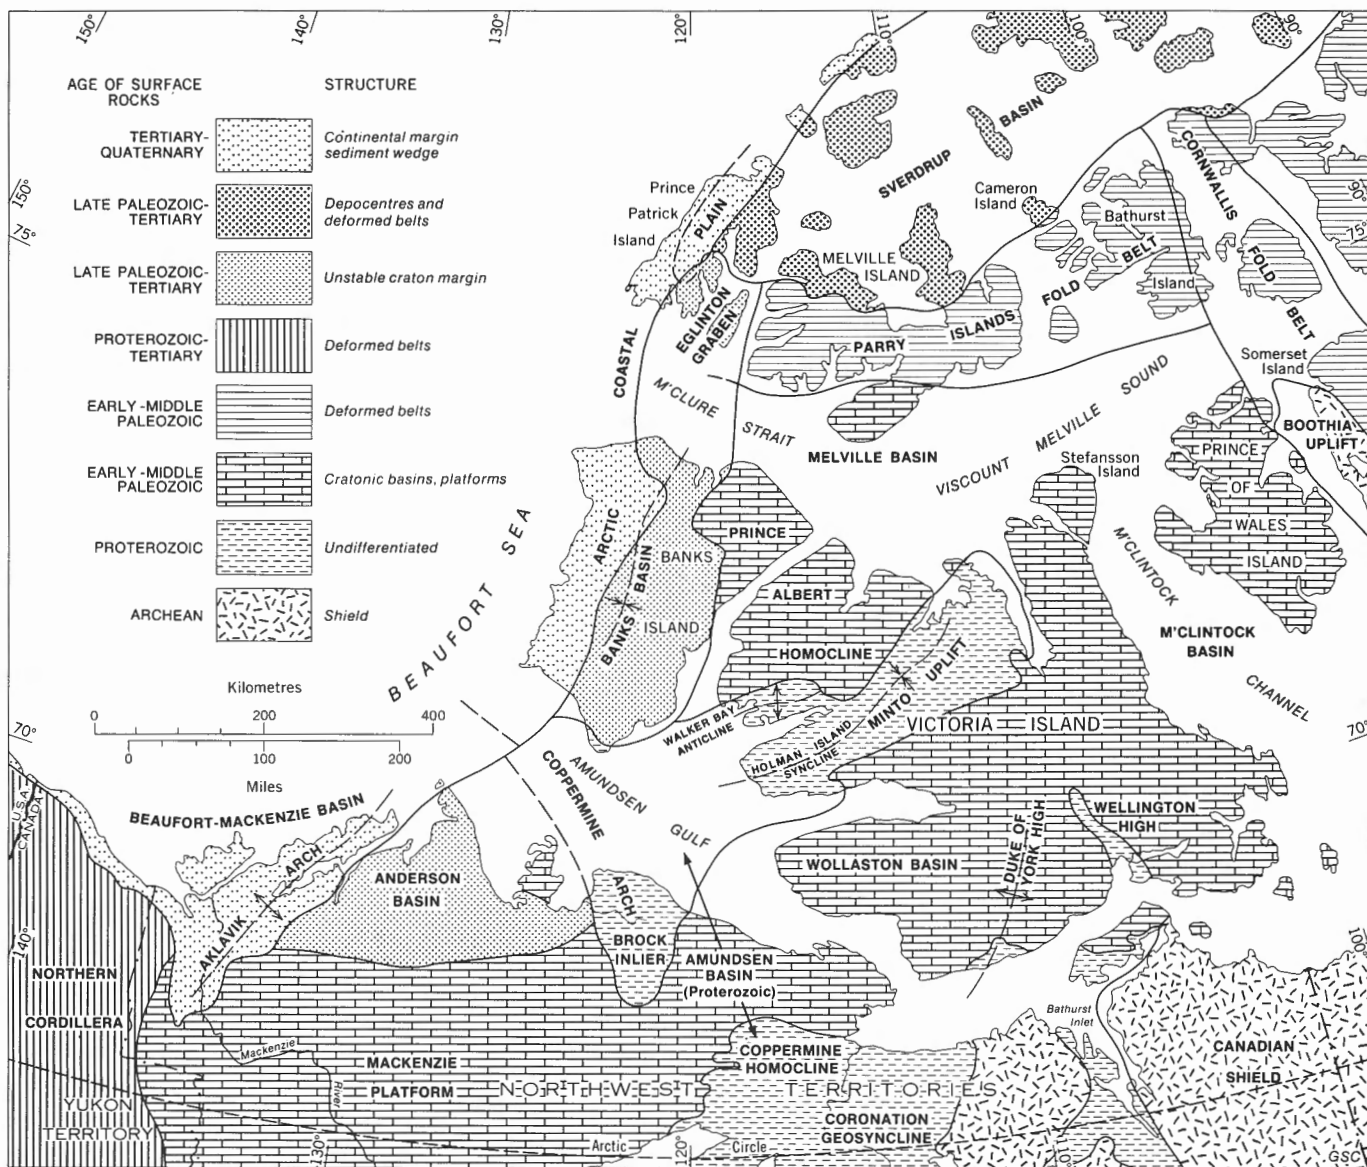 150°
140°
130°
120°
110°
100°
90°
AGE OF SURFACE
ROCKS
STRUCTURE
TERTIARY-
QUATERNARY
Continental margin
sediment wedge
LATE PALEOZOIC-
TERTIARY
Depocentres and
deformed belts
LATE PALEOZOIC-
TERTIARY
Unstable craton margin
PROTEROZOIC-
TERTIARY
Deformed belts
EARLY-MIDDLE
PALEOZOIC
Deformed belts
EARLY-MIDDLE
PALEOZOIC
Cratonic basins, platforms
PROTEROZOIC
Undifferentiated
ARCHEAN
Shield
Kilometres
0 200 400
0 100 200
Miles
150°
75°
70°
140°
130°
120°
90°
75°
70°
100°
SVERDRUP BASIN
CORNWALLIS FOLD BELT
Prince
Patrick
Island
Cameron
Island
Bathurst
Island
MELVILLE
ISLAND
PARRY ISLANDS FOLD BELT
EGLINTON
GRABEN
ARCTIC COASTAL PLAIN
M'CLURE STRAIT
MELVILLE BASIN
VISCOUNT MELVILLE SOUND
Somerset
Island
BOOTHIA
UPLIFT
Stefansson
Island
PRINCE
OF
WALES
ISLAND
M'CLINTOCK CHANNEL
M'CLINTOCK
BASIN
BEAUFORT SEA
BANKS BASIN
BANKS
ISLAND
PRINCE
ALBERT
HOMOCLINE
MINTO UPLIFT
WALKER BAY
ANTICLINE
HOLMAN ISLAND
SYNCLINE
VICTORIA ISLAND
AMUNDSEN GULF
COPPERMINE ARCH
WELLINGTON
HIGH
DUKE OF
YORK HIGH
WOLLASTON BASIN
BEAUFORT-MACKENZIE BASIN
U.S.A.
CANADA
AKLAVIK ARCH
ANDERSON
BASIN
BROCK
INLIER
AMUNDSEN
BASIN
(Proterozoic)
NORTHERN
CORDILLERA
YUKON
TERRITORY
Mackenzie
River
MACKENZIE
PLATFORM
NORTHWEST TERRITORIES
COPPERMINE
HOMOCLINE
CORONATION
GEOSYNCLINE
Bathurst
Inlet
CANADIAN
SHIELD
Arctic Circle
GSC